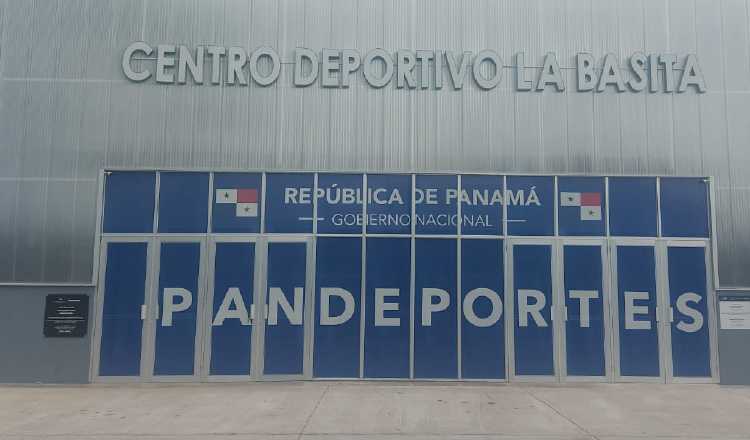 CENTRO DEPORTIVO LA BASITA
REPÚBLICA DE PANAMÁ
GOBIERNO NACIONAL
PANDEPORTES